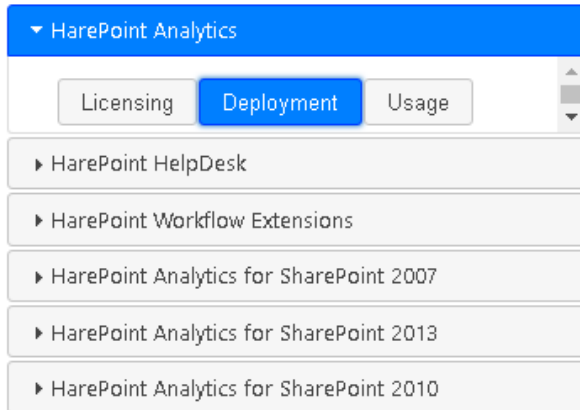 HarePoint Analytics
Licensing Deployment Usage
HarePoint HelpDesk
HarePoint Workflow Extensions
HarePoint Analytics for SharePoint 2007
HarePoint Analytics for SharePoint 2013
HarePoint Analytics for SharePoint 2010